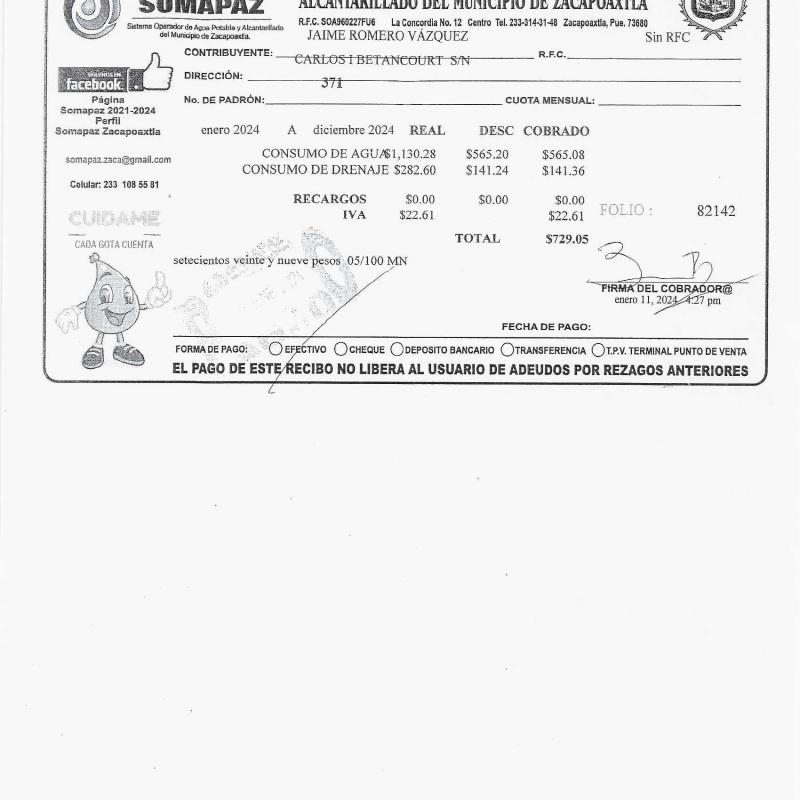 SOMAPAZ
Sistema Operador de Agua Potable y Alcantarillado
del Municipio de Zacapoaxtla.
ALCANTARILLADO DEL MUNICIPIO DE ZACAPOAXTLA
R.F.C. SOA960227FU6 La Concordia No. 12 Centro Tel. 233-314-31-48 Zacapoaxtla, Pue. 73680
JAIME ROMERO VÁZQUEZ Sin RFC
CONTRIBUYENTE: R.F.C.
CARLOS I BETANCOURT S/N
DIRECCIÓN:
371
No. DE PADRÓN: CUOTA MENSUAL:
SÍGUENOS EN
facebook
Página
Somapaz 2021-2024
Perfil
Somapaz Zacapoaxtla
somapaz.zaca@gmail.com
Celular: 233 108 55 81
CUIDAME
CADA GOTA CUENTA
enero 2024 A diciembre 2024 REAL DESC COBRADO
CONSUMO DE AGUA $1,130.28 $565.20 $565.08
CONSUMO DE DRENAJE $282.60 $141.24 $141.36
RECARGOS $0.00 $0.00 $0.00
IVA $22.61 $22.61
FOLIO : 82142
TOTAL $729.05
setecientos veinte y nueve pesos 05/100 MN
FIRMA DEL COBRADOR@
enero 11, 2024 4:27 pm
FECHA DE PAGO:
FORMA DE PAGO: EFECTIVO CHEQUE DEPOSITO BANCARIO TRANSFERENCIA T.P.V. TERMINAL PUNTO DE VENTA
EL PAGO DE ESTE RECIBO NO LIBERA AL USUARIO DE ADEUDOS POR REZAGOS ANTERIORES